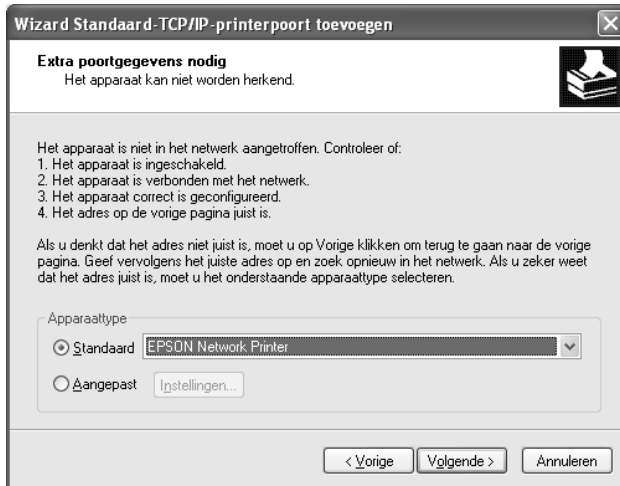 Wizard Standaard-TCP/IP-printerpoort toevoegen
Extra poortgegevens nodig
Het apparaat kan niet worden herkend.
Het apparaat is niet in het netwerk aangetroffen. Controleer of:
1. Het apparaat is ingeschakeld.
2. Het apparaat is verbonden met het netwerk.
3. Het apparaat correct is geconfigureerd.
4. Het adres op de vorige pagina juist is.
Als u denkt dat het adres niet juist is, moet u op Vorige klikken om terug te gaan naar de vorige
pagina. Geef vervolgens het juiste adres op en zoek opnieuw in het netwerk. Als u zeker weet
dat het adres juist is, moet u het onderstaande apparaattype selecteren.
Apparaattype
Standaard EPSON Network Printer
Aangepast Instellingen...
< Vorige Volgende > Annuleren